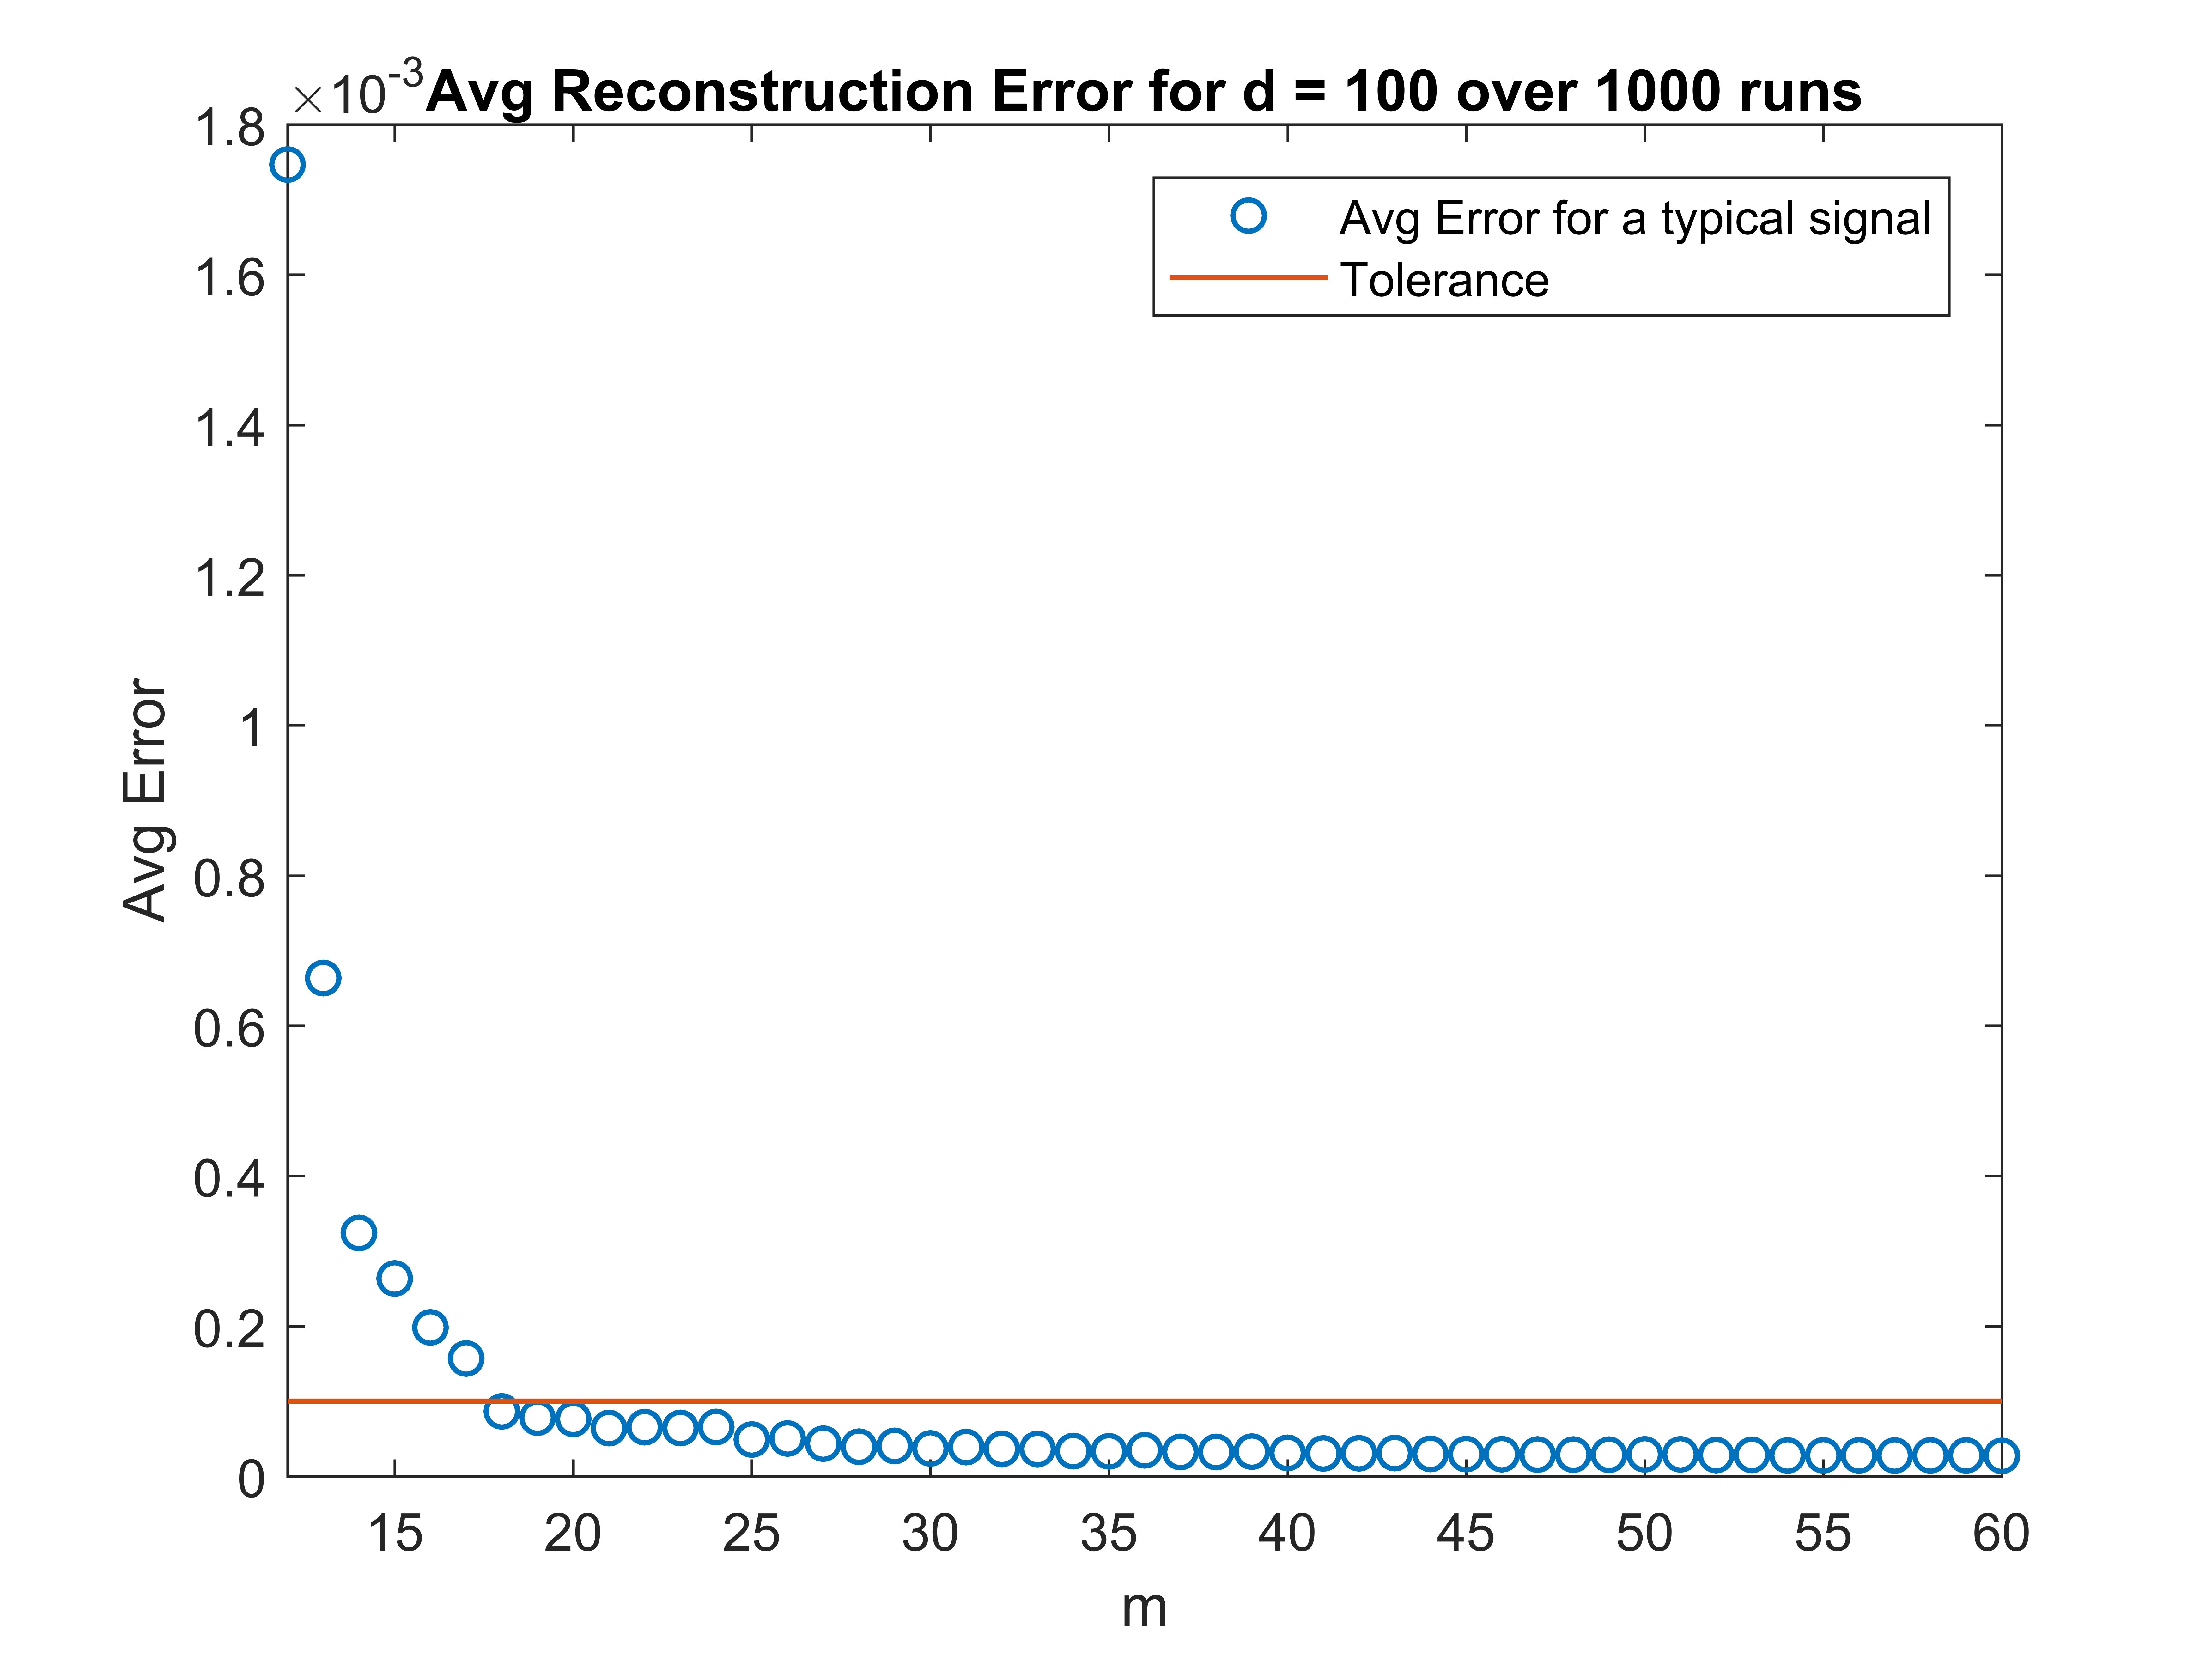 ×10-3
Avg Reconstruction Error for d = 100 over 1000 runs
1.8
1.6
1.4
1.2
1
0.8
0.6
0.4
0.2
0
Avg Error
Avg Error for a typical signal
Tolerance
15 20 25 30 35 40 45 50 55 60
m